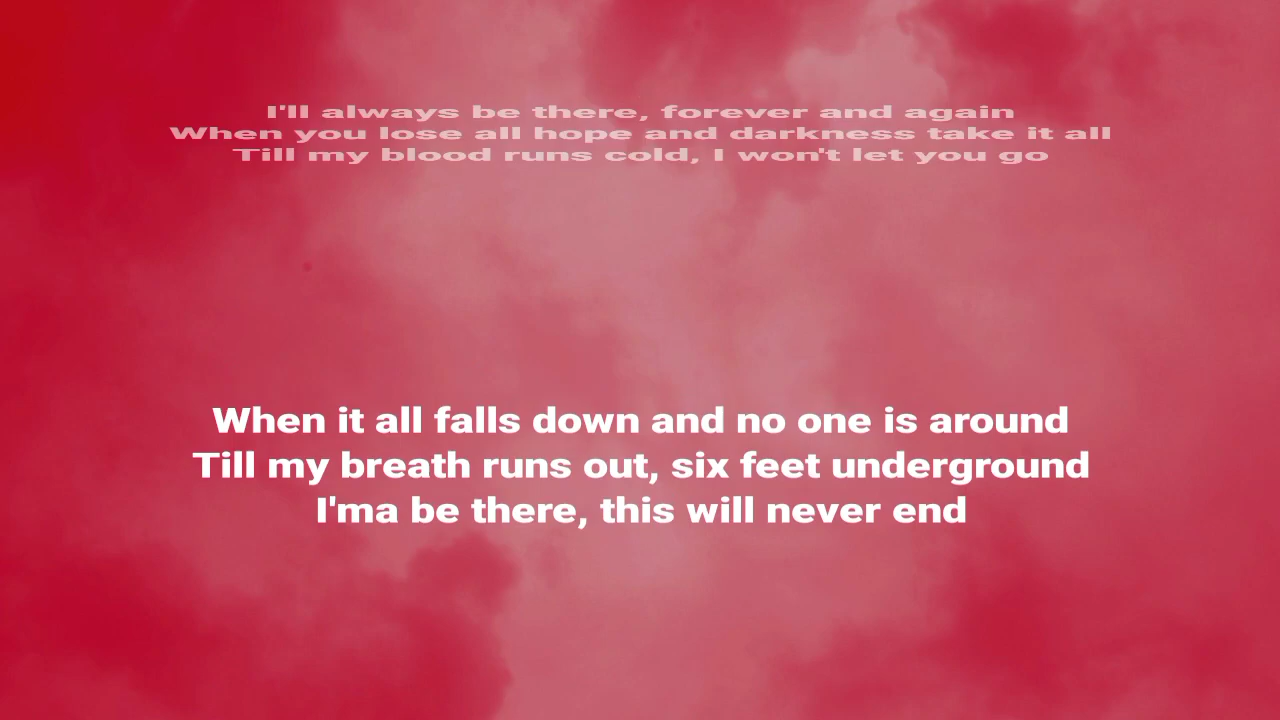 I'll always be there, forever and again
When you lose all hope and darkness take it all
Till my blood runs cold, I won't let you go
When it all falls down and no one is around
Till my breath runs out, six feet underground
I'ma be there, this will never end